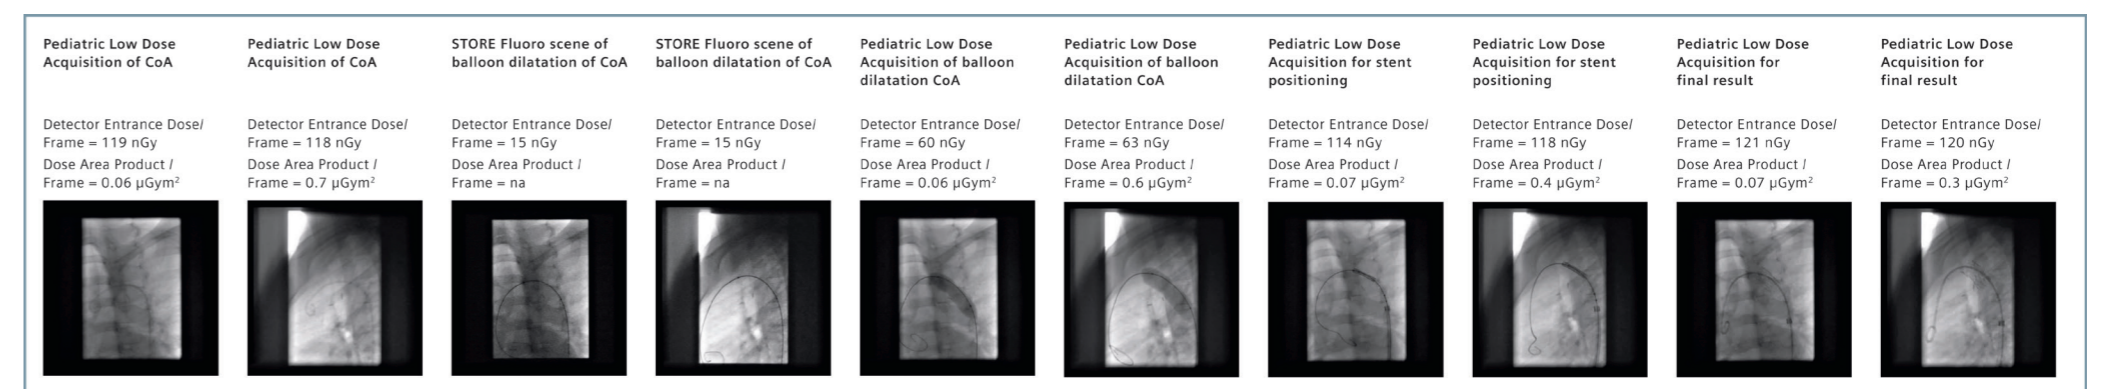 Pediatric Low Dose
Acquisition of CoA
Detector Entrance Dose/
Frame = 119 nGy
Dose Area Product /
Frame = 0.06 µGym²
Pediatric Low Dose
Acquisition of CoA
Detector Entrance Dose/
Frame = 118 nGy
Dose Area Product /
Frame = 0.7 µGym²
STORE Fluoro scene of
balloon dilatation of CoA
Detector Entrance Dose/
Frame = 15 nGy
Dose Area Product /
Frame = na
STORE Fluoro scene of
balloon dilatation of CoA
Detector Entrance Dose/
Frame = 15 nGy
Dose Area Product /
Frame = na
Pediatric Low Dose
Acquisition of balloon
dilatation CoA
Detector Entrance Dose/
Frame = 60 nGy
Dose Area Product /
Frame = 0.06 µGym²
Pediatric Low Dose
Acquisition of balloon
dilatation CoA
Detector Entrance Dose/
Frame = 63 nGy
Dose Area Product /
Frame = 0.6 µGym²
Pediatric Low Dose
Acquisition for stent
positioning
Detector Entrance Dose/
Frame = 114 nGy
Dose Area Product /
Frame = 0.07 µGym²
Pediatric Low Dose
Acquisition for stent
positioning
Detector Entrance Dose/
Frame = 118 nGy
Dose Area Product /
Frame = 0.4 µGym²
Pediatric Low Dose
Acquisition for
final result
Detector Entrance Dose/
Frame = 121 nGy
Dose Area Product /
Frame = 0.07 µGym²
Pediatric Low Dose
Acquisition for
final result
Detector Entrance Dose/
Frame = 120 nGy
Dose Area Product /
Frame = 0.3 µGym²